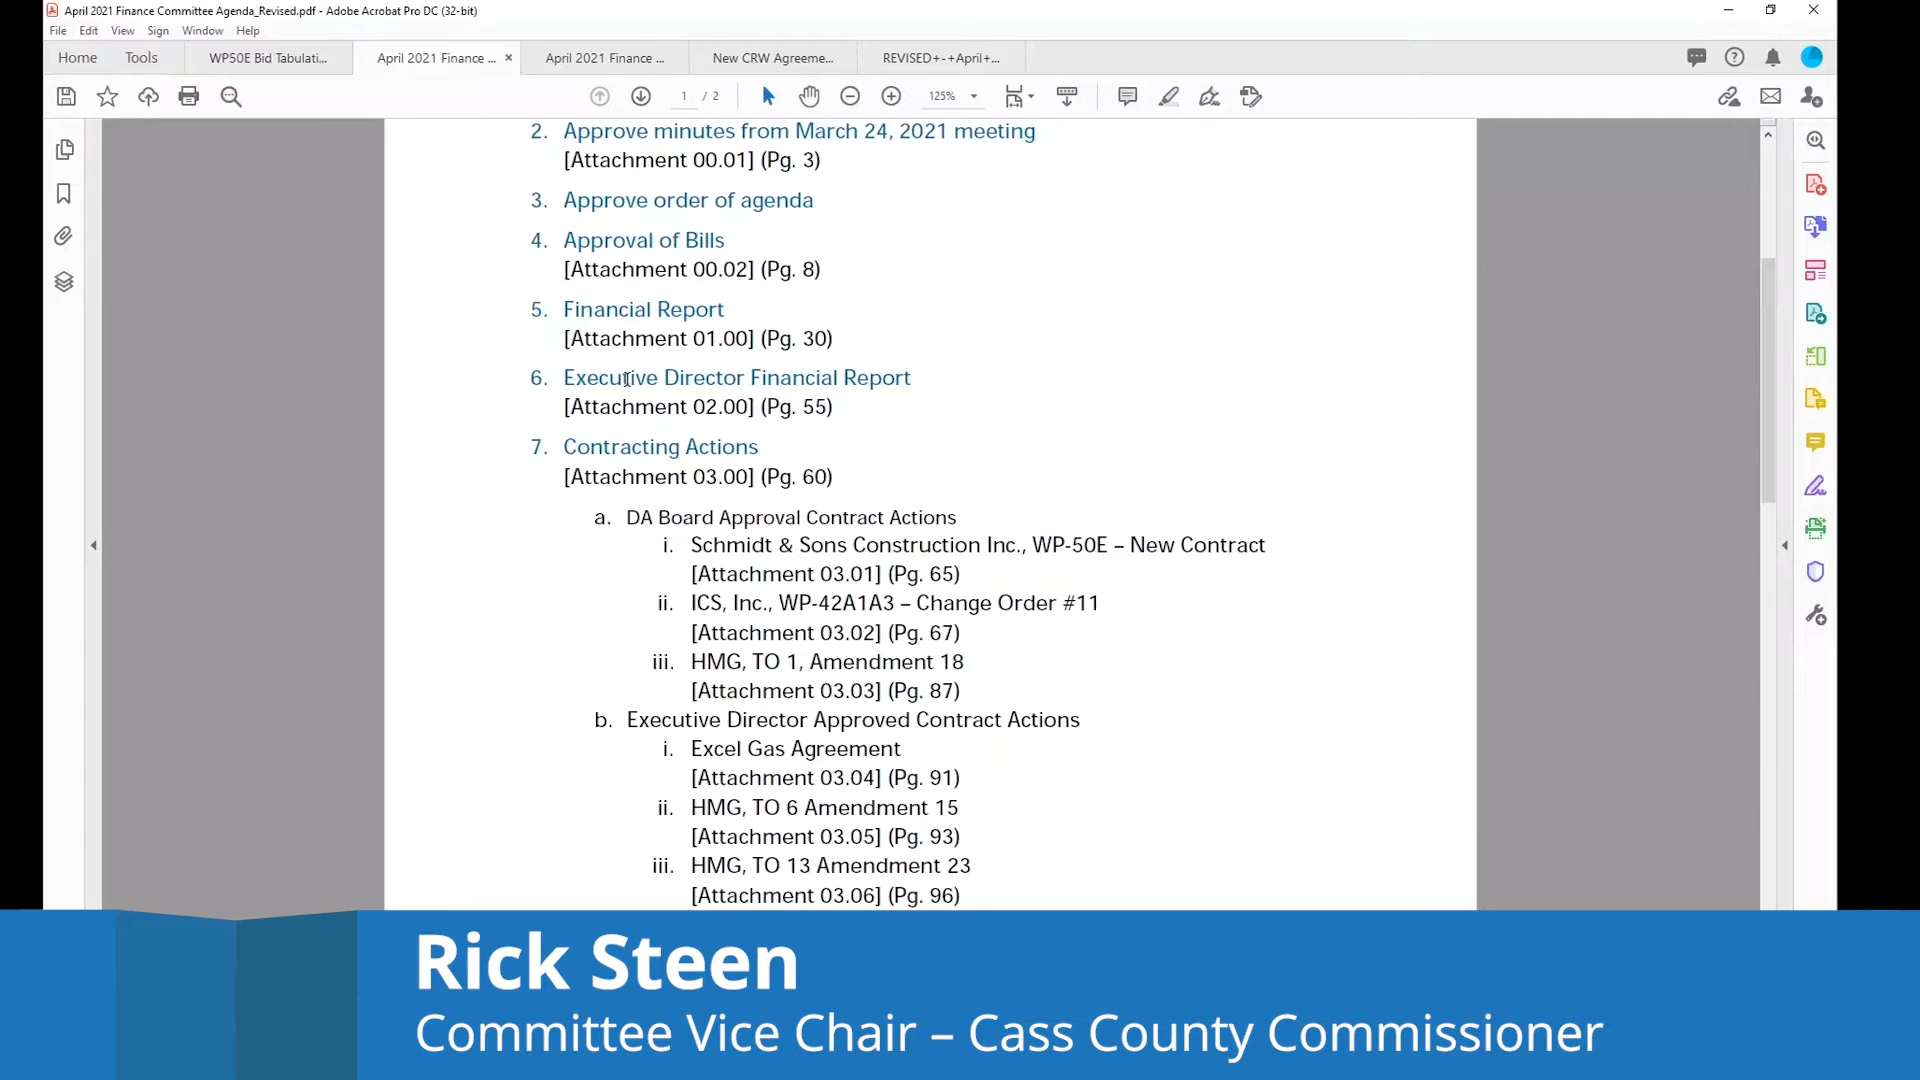 April 2021 Finance Committee Agenda_Revised.pdf - Adobe Acrobat Pro DC (32-bit)
File Edit View Sign Window Help
Home Tools WP50E Bid Tabulati... April 2021 Finance ... × April 2021 Finance ... New CRW Agreeme... REVISED+-+April+...
1 / 2 125%
2. Approve minutes from March 24, 2021 meeting
[Attachment 00.01] (Pg. 3)
3. Approve order of agenda
4. Approval of Bills
[Attachment 00.02] (Pg. 8)
5. Financial Report
[Attachment 01.00] (Pg. 30)
6. Executive Director Financial Report
[Attachment 02.00] (Pg. 55)
7. Contracting Actions
[Attachment 03.00] (Pg. 60)
a. DA Board Approval Contract Actions
i. Schmidt & Sons Construction Inc., WP-50E – New Contract
[Attachment 03.01] (Pg. 65)
ii. ICS, Inc., WP-42A1A3 – Change Order #11
[Attachment 03.02] (Pg. 67)
iii. HMG, TO 1, Amendment 18
[Attachment 03.03] (Pg. 87)
b. Executive Director Approved Contract Actions
i. Excel Gas Agreement
[Attachment 03.04] (Pg. 91)
ii. HMG, TO 6 Amendment 15
[Attachment 03.05] (Pg. 93)
iii. HMG, TO 13 Amendment 23
[Attachment 03.06] (Pg. 96)
Rick Steen
Committee Vice Chair – Cass County Commissioner